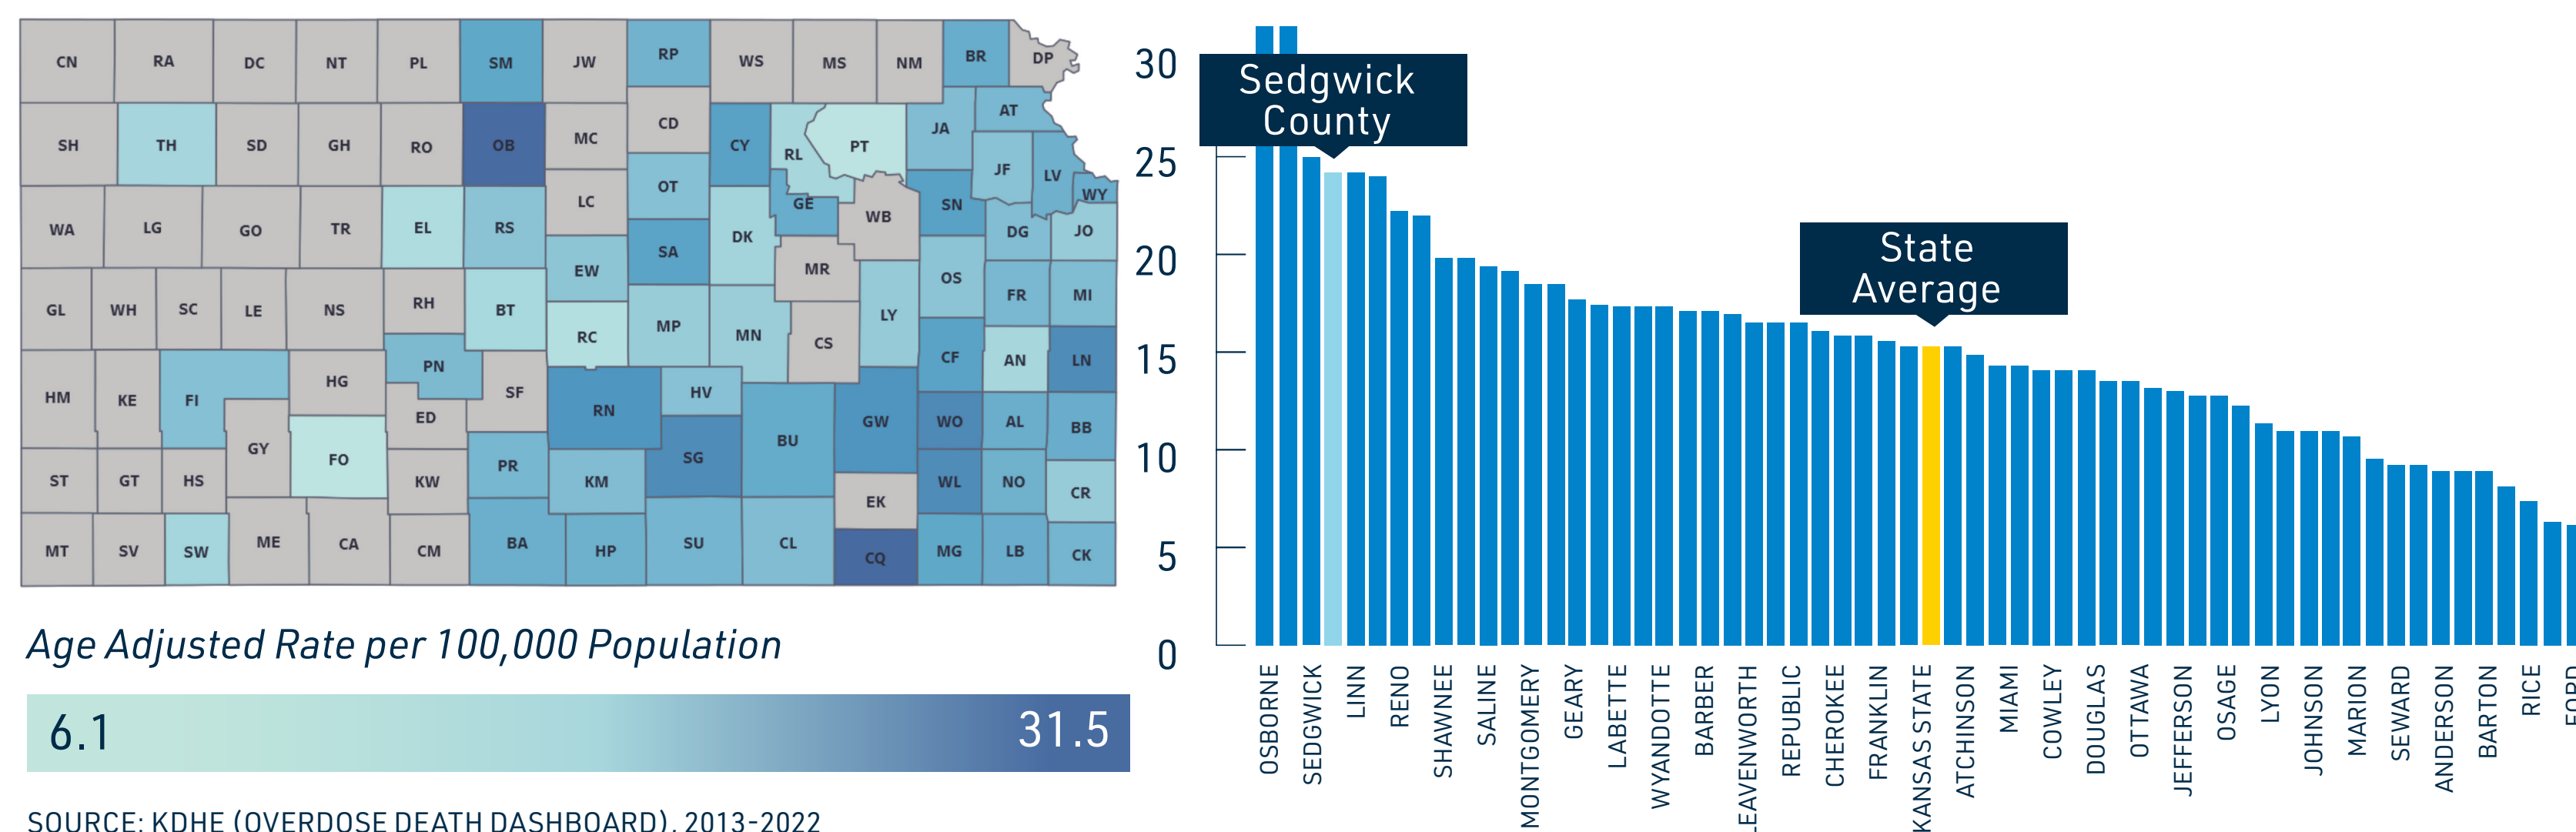 CN RA DC NT PL SM JW RP WS MS NM BR DP
SH TH SD GH RO OB MC CD CY RL PT JA AT
JF LV WY
WA LG GO TR EL RS LC OT GE WB SN
DK DG JO
EW SA MR OS
GL WH SC LE NS RH BT RC MP MN CS LY FR MI
HM KE FI HG PN SF CF AN LN
GY ED RN HV BU GW WO AL BB
FO SG
ST GT HS KW PR KM EK WL NO CR
MT SV SW ME CA CM BA HP SU CL CQ MG LB CK
Age Adjusted Rate per 100,000 Population
6.1 31.5
SOURCE: KDHE (OVERDOSE DEATH DASHBOARD), 2013-2022
30
25
20
15
10
5
0
Sedgwick
County
State
Average
OSBORNE
SEDGWICK
LINN
RENO
SHAWNEE
SALINE
MONTGOMERY
GEARY
LABETTE
WYANDOTTE
BARBER
LEAVENWORTH
REPUBLIC
CHEROKEE
FRANKLIN
KANSAS STATE
ATCHINSON
MIAMI
COWLEY
DOUGLAS
OTTAWA
JEFFERSON
OSAGE
LYON
JOHNSON
MARION
SEWARD
ANDERSON
BARTON
RICE
FORD